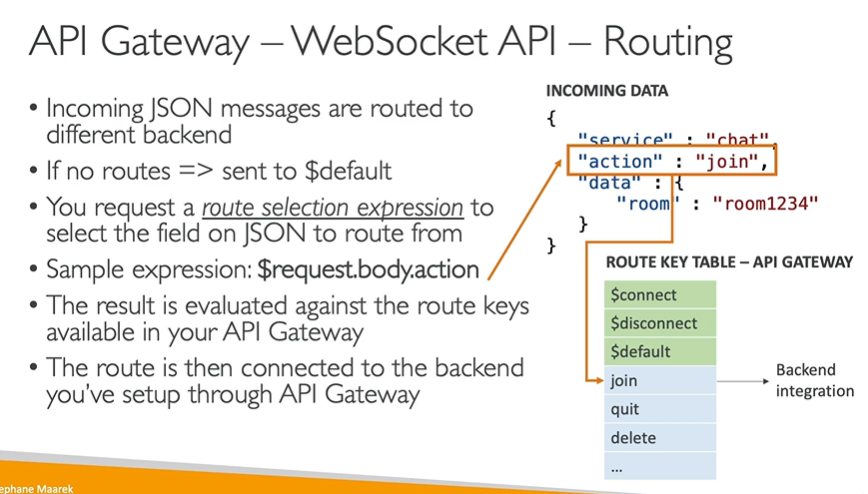 API Gateway – WebSocket API – Routing
• Incoming JSON messages are routed to
different backend
• If no routes => sent to $default
• You request a route selection expression to
select the field on JSON to route from
• Sample expression: $request.body.action
• The result is evaluated against the route keys
available in your API Gateway
• The route is then connected to the backend
you've setup through API Gateway
INCOMING DATA
{
"service" : "chat",
"action" : "join",
"data" : {
"room" : "room1234"
}
}
ROUTE KEY TABLE – API GATEWAY
$connect
$disconnect
$default
join
quit
delete
...
Backend
integration
ephane Maarek